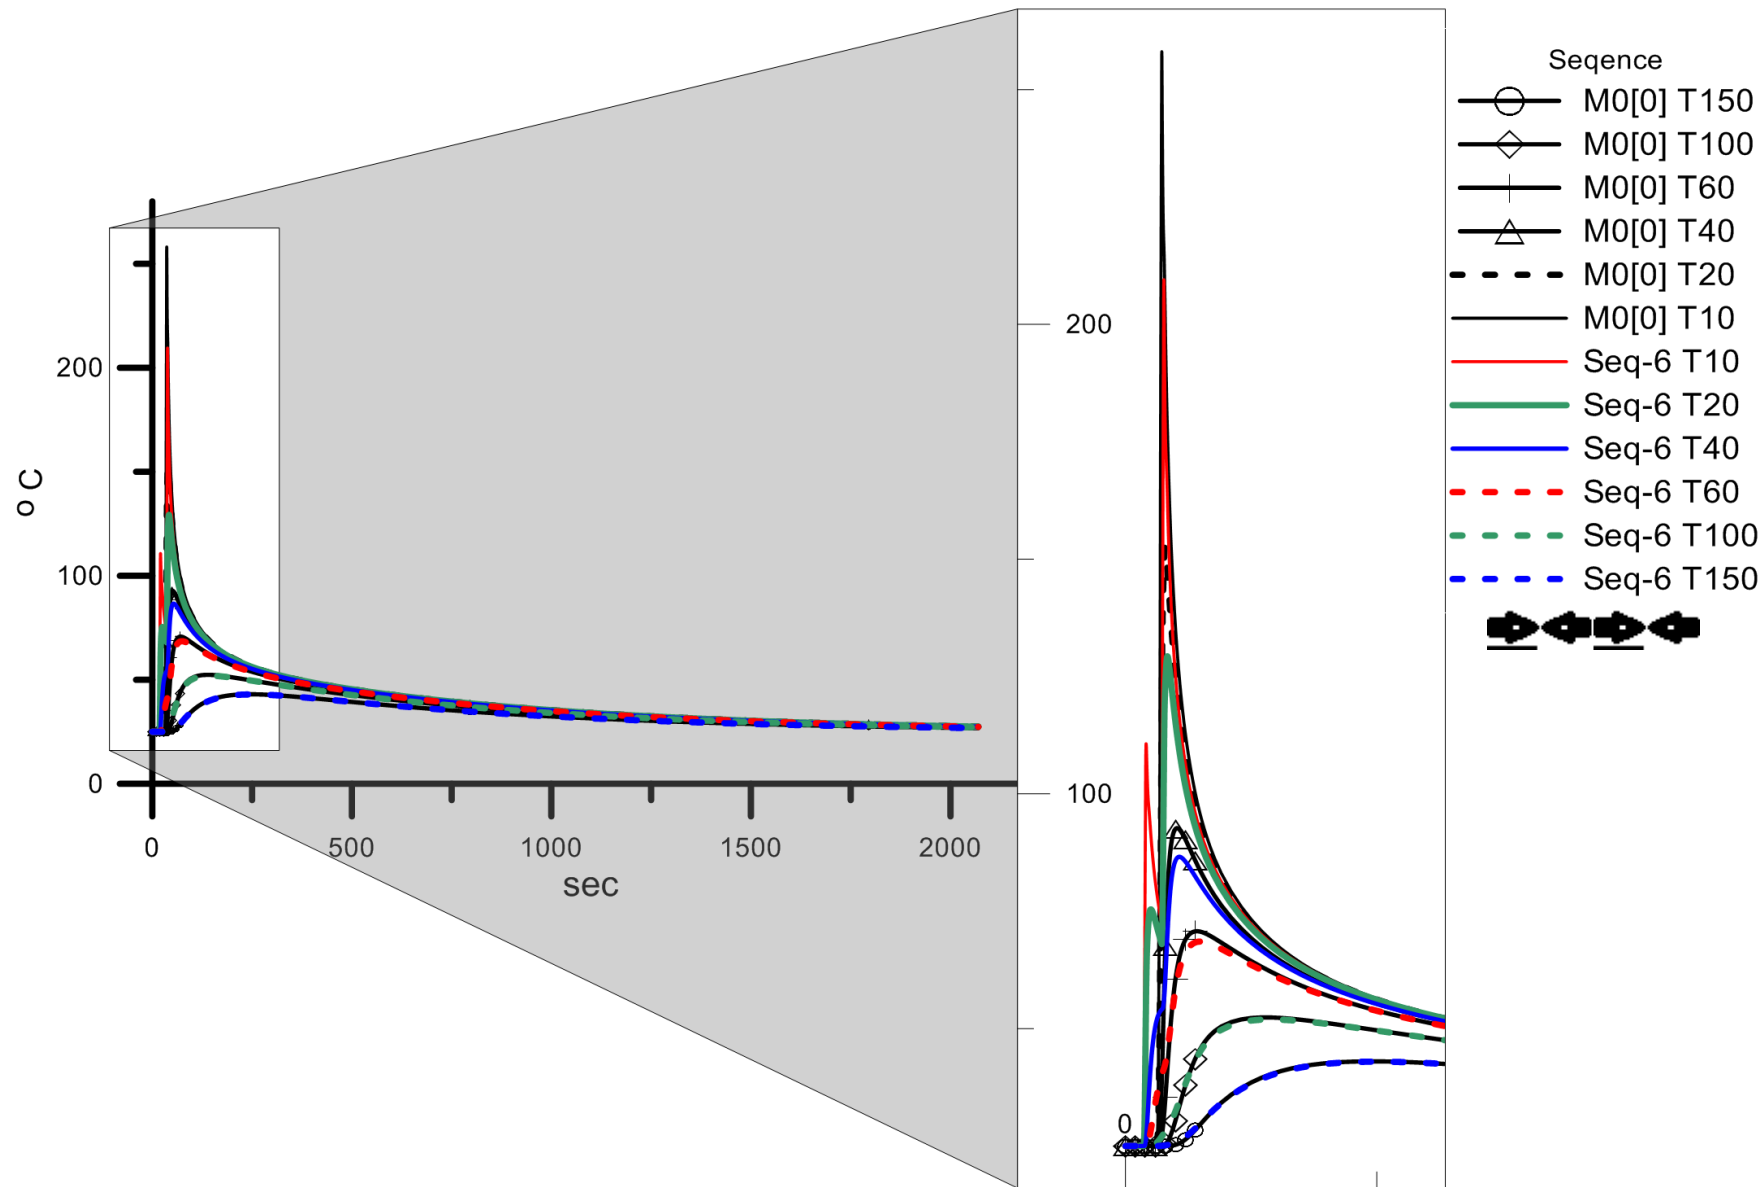 Seqence
M0[0] T150
M0[0] T100
M0[0] T60
M0[0] T40
M0[0] T20
M0[0] T10
Seq-6 T10
Seq-6 T20
Seq-6 T40
Seq-6 T60
Seq-6 T100
Seq-6 T150
200
100
0
200
100
0
o C
0 500 1000 1500 2000
sec